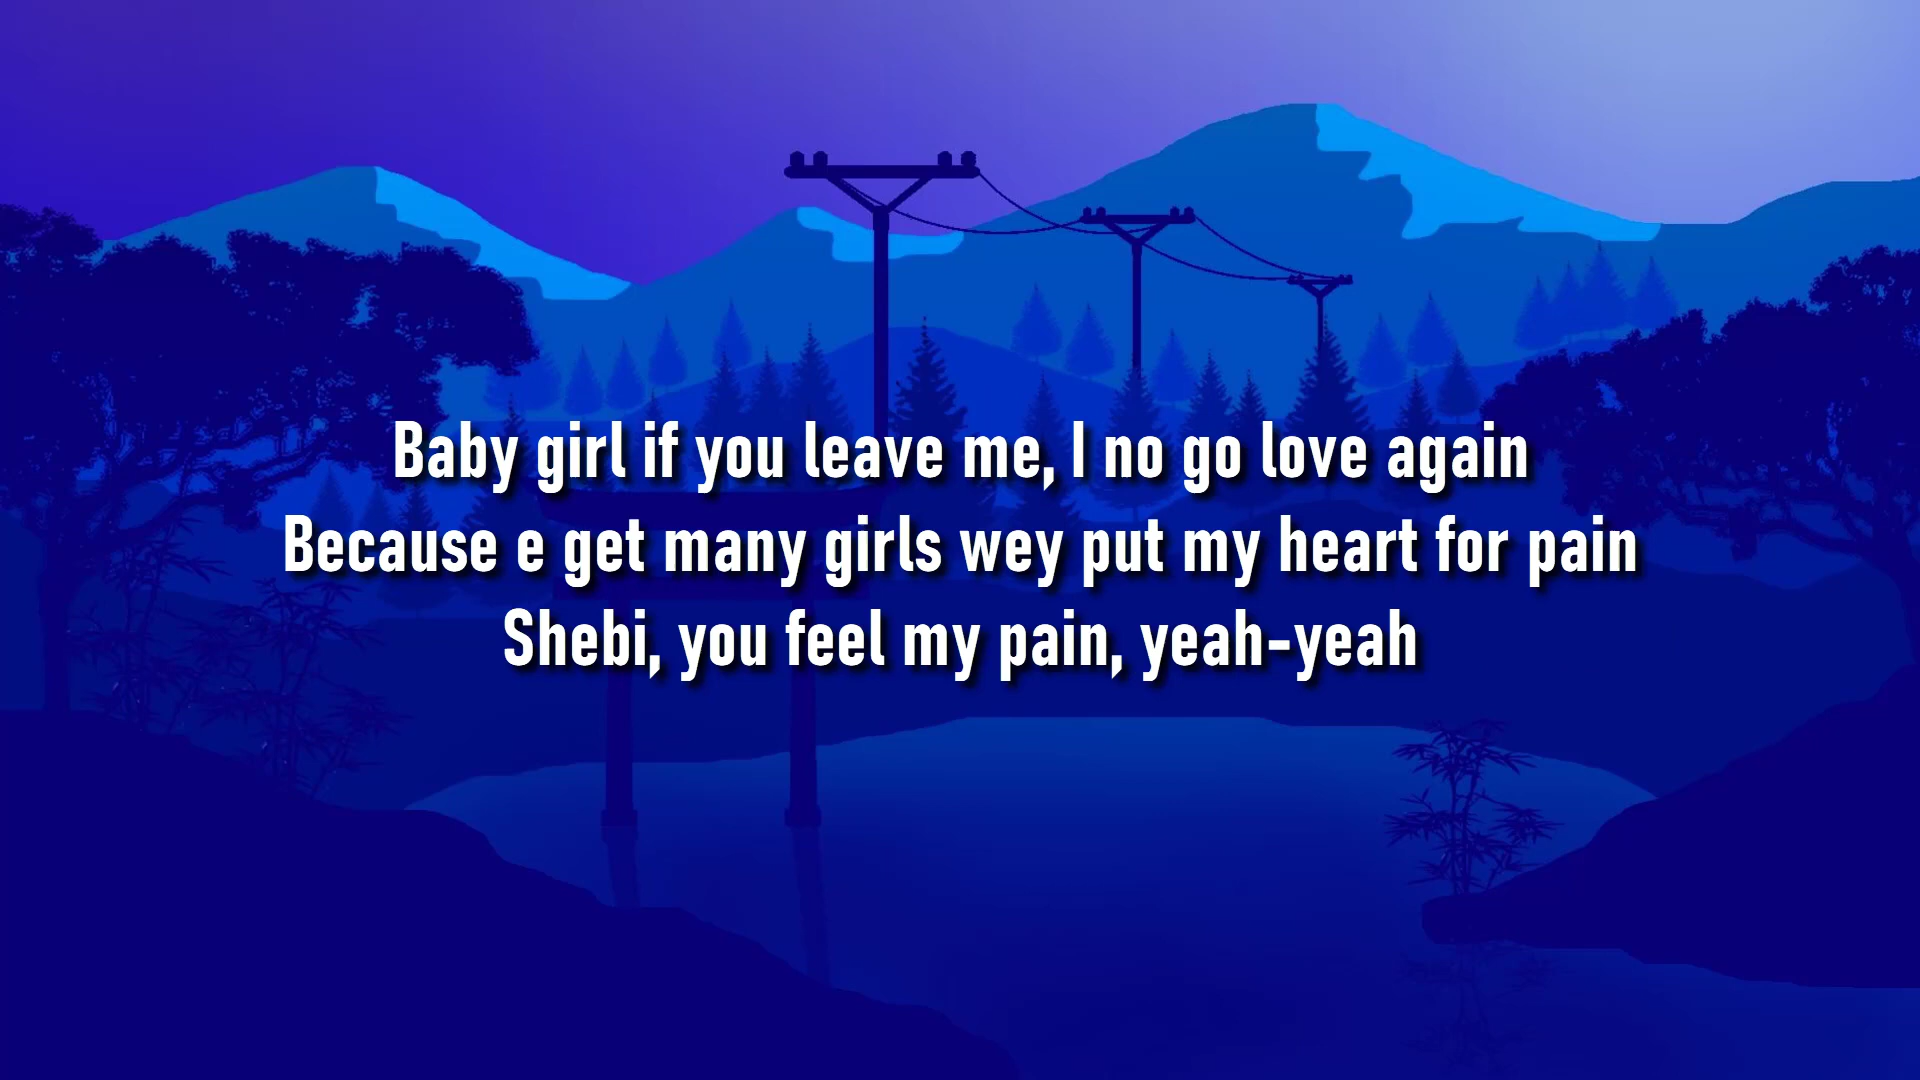 Baby girl if you leave me, I no go love again
Because e get many girls wey put my heart for pain
Shebi, you feel my pain, yeah-yeah